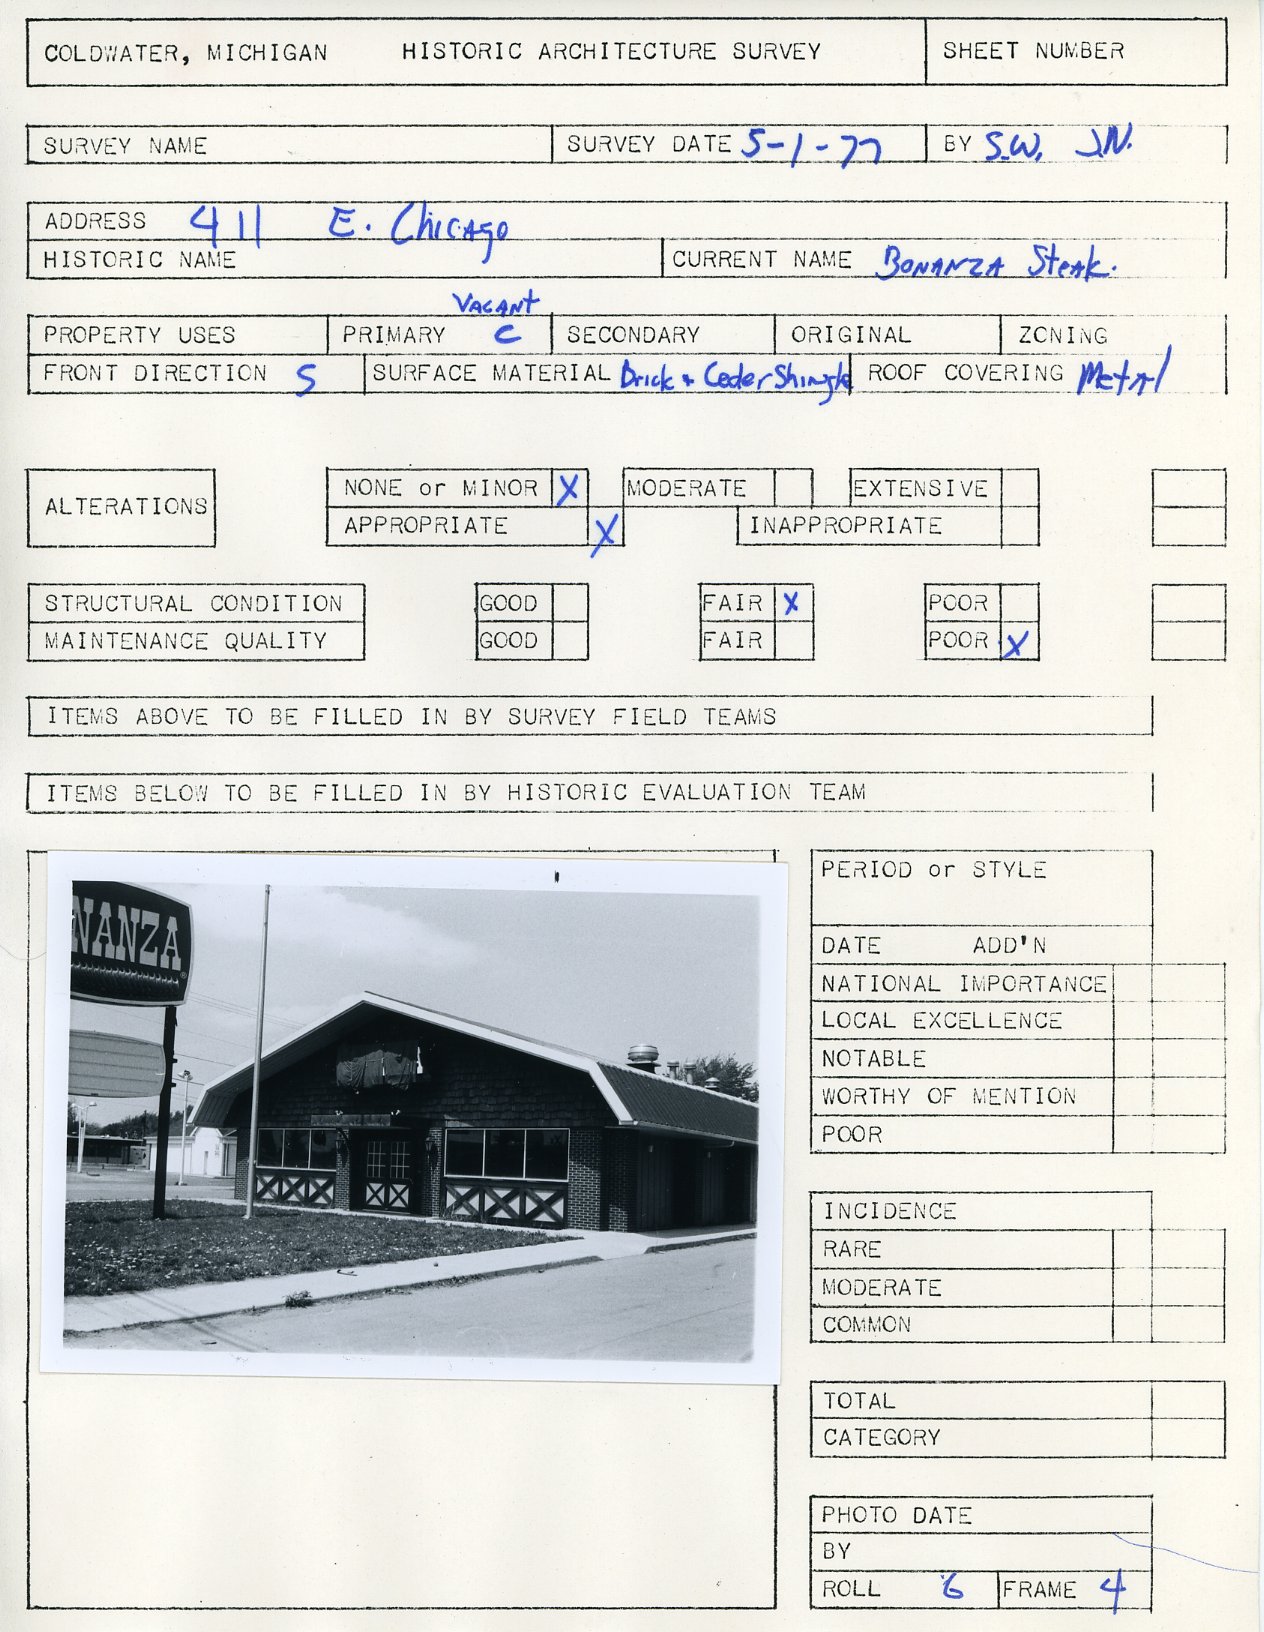 COLDWATER, MICHIGAN HISTORIC ARCHITECTURE SURVEY SHEET NUMBER
SURVEY NAME SURVEY DATE 5-1-77 BY S.W. J.N.
ADDRESS 411 E. Chicago
HISTORIC NAME CURRENT NAME Bonanza Steak.
Vacant
PROPERTY USES PRIMARY C SECONDARY ORIGINAL ZONING
FRONT DIRECTION S SURFACE MATERIAL Brick + Ceder Shingle ROOF COVERING Metal
ALTERATIONS NONE or MINOR X MODERATE EXTENSIVE
APPROPRIATE X INAPPROPRIATE
STRUCTURAL CONDITION GOOD FAIR X POOR
MAINTENANCE QUALITY GOOD FAIR POOR X
ITEMS ABOVE TO BE FILLED IN BY SURVEY FIELD TEAMS
ITEMS BELOW TO BE FILLED IN BY HISTORIC EVALUATION TEAM
NANZA
PERIOD or STYLE
DATE ADD'N
NATIONAL IMPORTANCE
LOCAL EXCELLENCE
NOTABLE
WORTHY OF MENTION
POOR
INCIDENCE
RARE
MODERATE
COMMON
TOTAL
CATEGORY
PHOTO DATE
BY
ROLL 6 FRAME 4